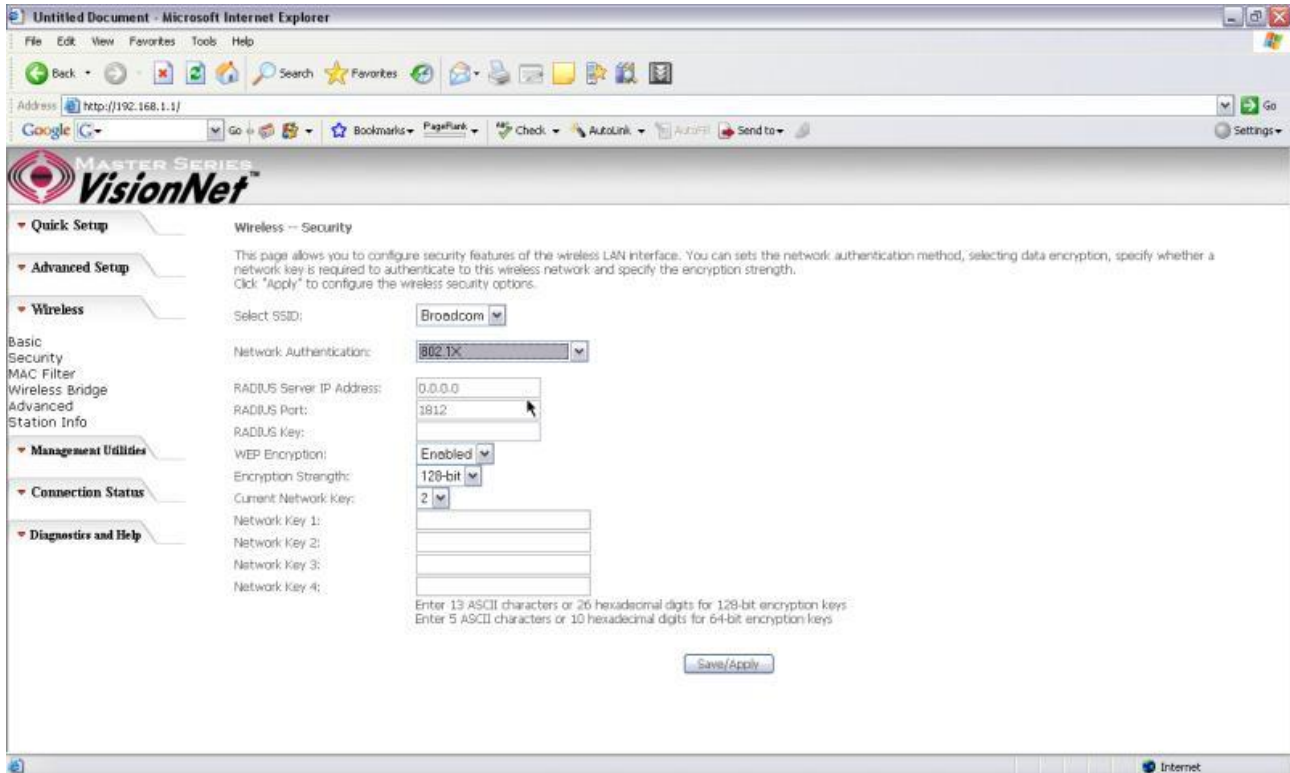 Untitled Document - Microsoft Internet Explorer
File Edit View Favorites Tools Help
Back Search Favorites
Address http://192.168.1.1/ Go
Google G Go Bookmarks PageRank Check AutoLink AutoFill Send to Settings
MASTER SERIES
VisionNet™
Quick Setup
Advanced Setup
Wireless
Basic
Security
MAC Filter
Wireless Bridge
Advanced
Station Info
Management Utilities
Connection Status
Diagnostics and Help
Wireless -- Security
This page allows you to configure security features of the wireless LAN interface. You can sets the network authentication method, selecting data encryption, specify whether a
network key is required to authenticate to this wireless network and specify the encryption strength.
Click "Apply" to configure the wireless security options.
Select SSID: Broadcom
Network Authentication: 802.1X
RADIUS Server IP Address: 0.0.0.0
RADIUS Port: 1812
RADIUS Key:
WEP Encryption: Enabled
Encryption Strength: 128-bit
Current Network Key: 2
Network Key 1:
Network Key 2:
Network Key 3:
Network Key 4:
Enter 13 ASCII characters or 26 hexadecimal digits for 128-bit encryption keys
Enter 5 ASCII characters or 10 hexadecimal digits for 64-bit encryption keys
Save/Apply
Internet